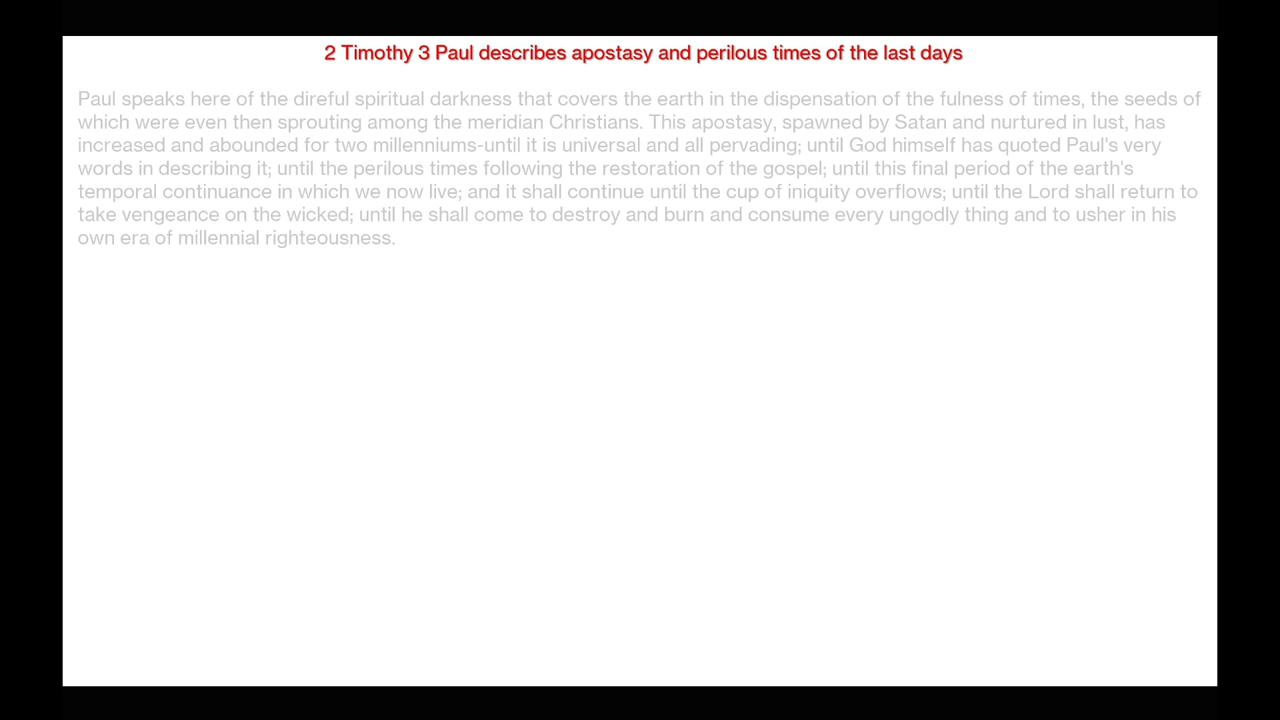 2 Timothy 3 Paul describes apostasy and perilous times of the last days
Paul speaks here of the direful spiritual darkness that covers the earth in the dispensation of the fulness of times, the seeds of
which were even then sprouting among the meridian Christians. This apostasy, spawned by Satan and nurtured in lust, has
increased and abounded for two millenniums-until it is universal and all pervading; until God himself has quoted Paul's very
words in describing it; until the perilous times following the restoration of the gospel; until this final period of the earth's
temporal continuance in which we now live; and it shall continue until the cup of iniquity overflows; until the Lord shall return to
take vengeance on the wicked; until he shall come to destroy and burn and consume every ungodly thing and to usher in his
own era of millennial righteousness.